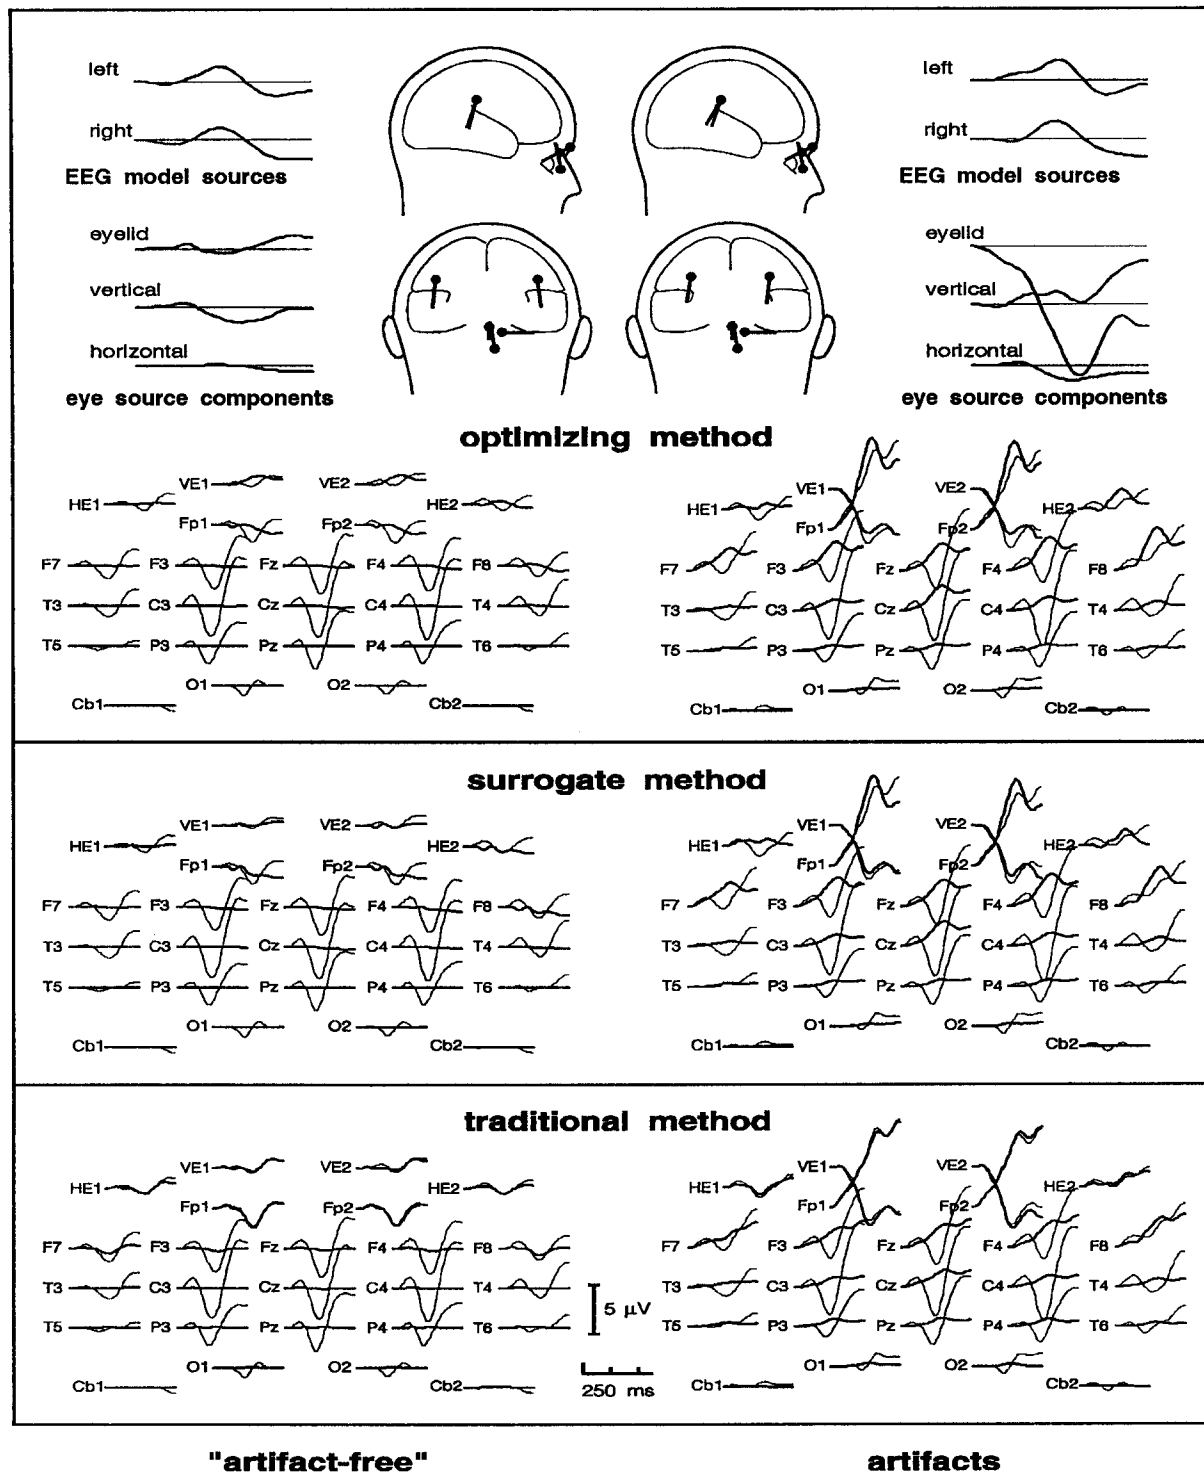 left
right
EEG model sources
eyelid
vertical
horizontal
eye source components
left
right
EEG model sources
eyelid
vertical
horizontal
eye source components
optimizing method
VE1 VE2
HE1 HE2
Fp1 Fp2
F7 F3 Fz F4 F8
T3 C3 Cz C4 T4
T5 P3 Pz P4 T6
O1 O2
Cb1 Cb2
VE1 VE2
HE1 HE2
Fp1 Fp2
F7 F3 Fz F4 F8
T3 C3 Cz C4 T4
T5 P3 Pz P4 T6
O1 O2
Cb1 Cb2
surrogate method
VE1 VE2
HE1 HE2
Fp1 Fp2
F7 F3 Fz F4 F8
T3 C3 Cz C4 T4
T5 P3 Pz P4 T6
O1 O2
Cb1 Cb2
VE1 VE2
HE1 HE2
Fp1 Fp2
F7 F3 Fz F4 F8
T3 C3 Cz C4 T4
T5 P3 Pz P4 T6
O1 O2
Cb1 Cb2
traditional method
VE1 VE2
HE1 HE2
Fp1 Fp2
F7 F3 Fz F4 F8
T3 C3 Cz C4 T4
T5 P3 Pz P4 T6
O1 O2
Cb1 Cb2
5 μV
250 ms
VE1 VE2
HE1 HE2
Fp1 Fp2
F7 F3 Fz F4 F8
T3 C3 Cz C4 T4
T5 P3 Pz P4 T6
O1 O2
Cb1 Cb2
"artifact-free"
artifacts